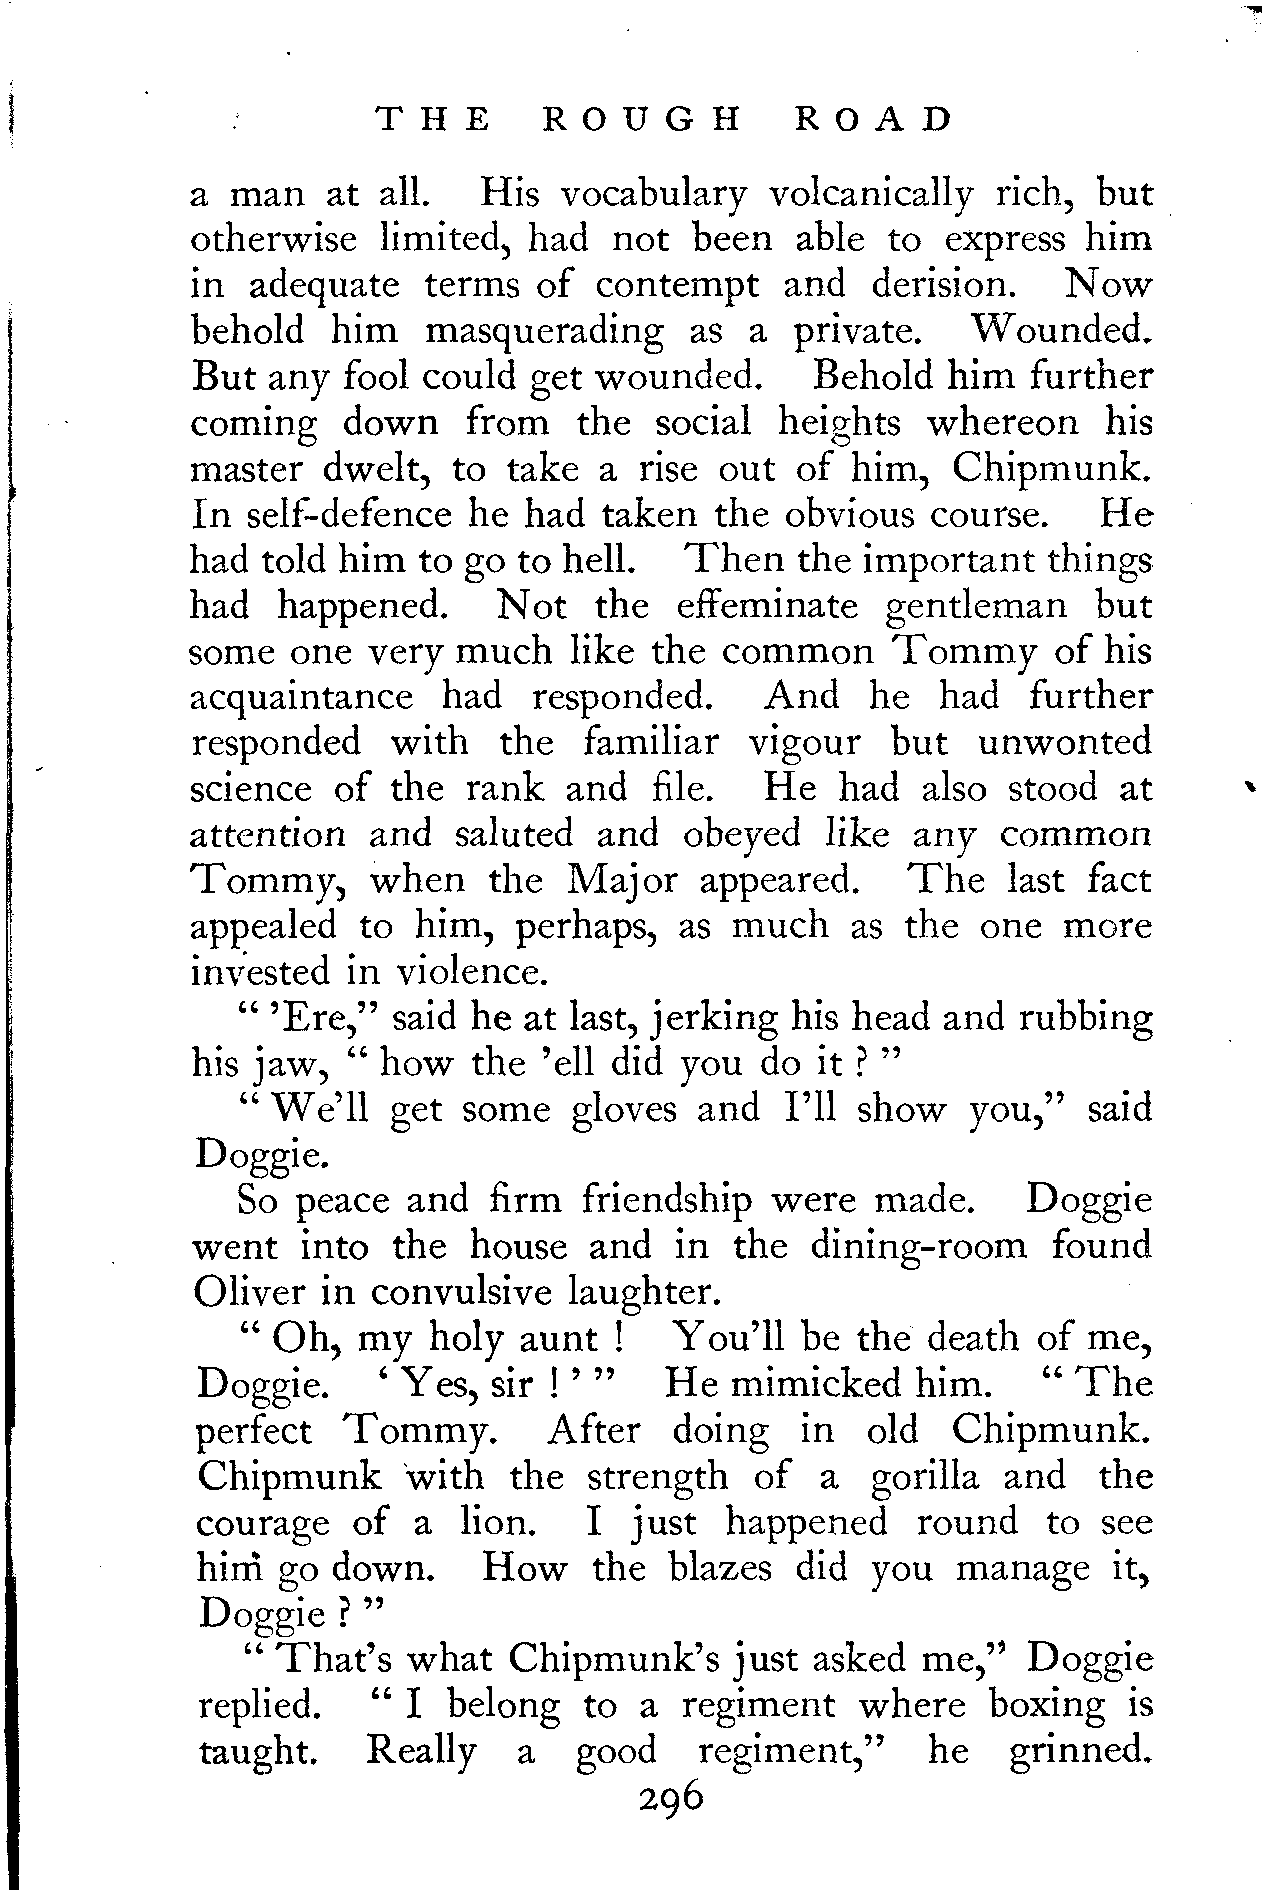 THE ROUGH ROAD
a man at all. His vocabulary volcanically rich, but
otherwise limited, had not been able to express him
in adequate terms of contempt and derision. Now
behold him masquerading as a private. Wounded.
But any fool could get wounded. Behold him further
coming down from the social heights whereon his
master dwelt, to take a rise out of him, Chipmunk.
In self-defence he had taken the obvious course. He
had told him to go to hell. Then the important things
had happened. Not the effeminate gentleman but
some one very much like the common Tommy of his
acquaintance had responded. And he had further
responded with the familiar vigour but unwonted
science of the rank and file. He had also stood at
attention and saluted and obeyed like any common
Tommy, when the Major appeared. The last fact
appealed to him, perhaps, as much as the one more
invested in violence.
“ ’Ere,” said he at last, jerking his head and rubbing
his jaw, “ how the ’ell did you do it ? ”
“ We’ll get some gloves and I’ll show you,” said
Doggie.
So peace and firm friendship were made. Doggie
went into the house and in the dining-room found
Oliver in convulsive laughter.
“ Oh, my holy aunt ! You’ll be the death of me,
Doggie. ‘ Yes, sir ! ’ ” He mimicked him. “ The
perfect Tommy. After doing in old Chipmunk.
Chipmunk with the strength of a gorilla and the
courage of a lion. I just happened round to see
him go down. How the blazes did you manage it,
Doggie ? ”
“ That’s what Chipmunk’s just asked me,” Doggie
replied. “ I belong to a regiment where boxing is
taught. Really a good regiment,” he grinned.
296